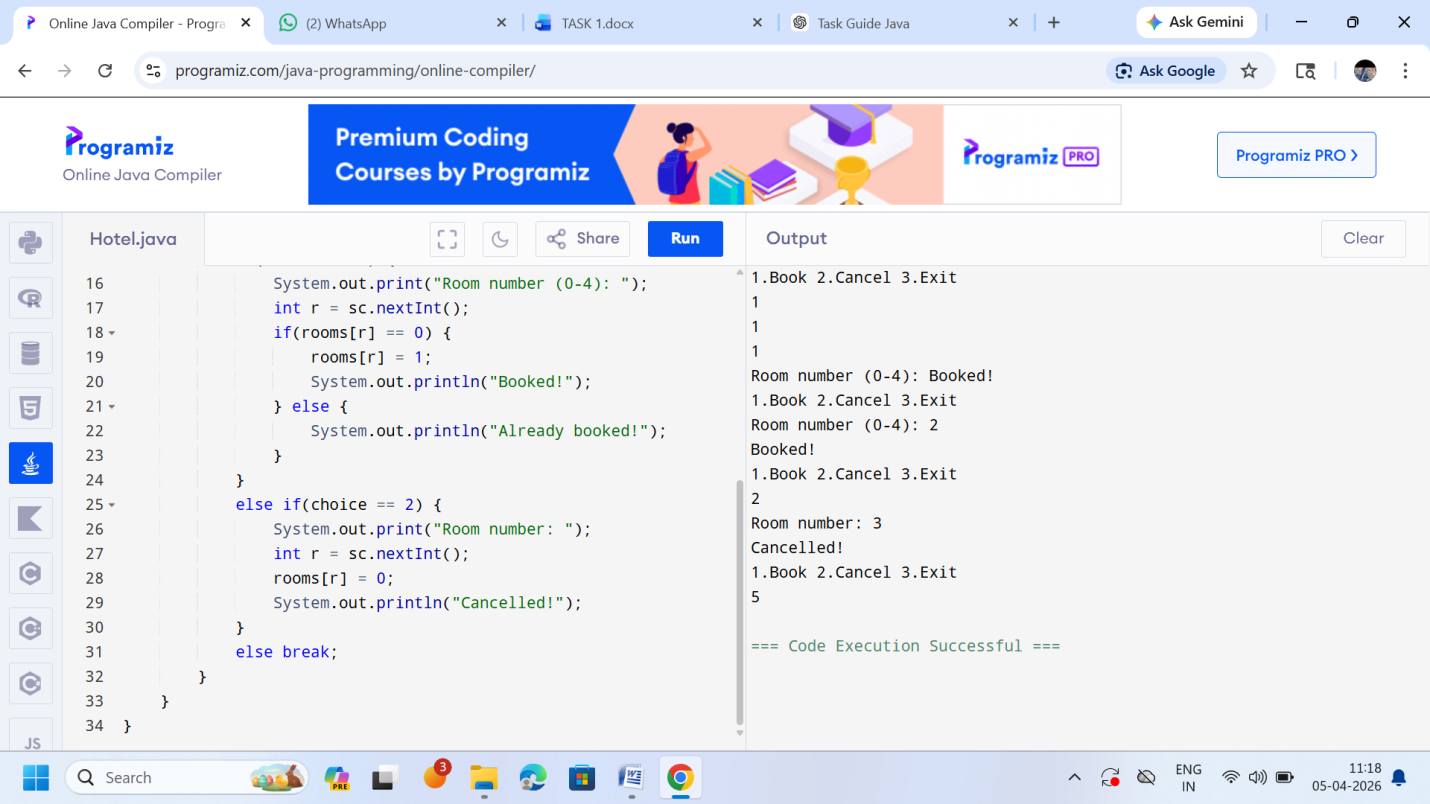 Online Java Compiler - Progra
(2) WhatsApp
TASK 1.docx
Task Guide Java
Ask Gemini
programiz.com/java-programming/online-compiler/
Ask Google
Programiz
Online Java Compiler
Premium Coding
Courses by Programiz
Programiz PRO
Programiz PRO
Hotel.java
Share
Run
Output
Clear
16 System.out.print("Room number (0-4): ");
17 int r = sc.nextInt();
18 if(rooms[r] == 0) {
19 rooms[r] = 1;
20 System.out.println("Booked!");
21 } else {
22 System.out.println("Already booked!");
23 }
24 }
25 else if(choice == 2) {
26 System.out.print("Room number: ");
27 int r = sc.nextInt();
28 rooms[r] = 0;
29 System.out.println("Cancelled!");
30 }
31 else break;
32 }
33 }
34 }
1.Book 2.Cancel 3.Exit
1
1
1
Room number (0-4): Booked!
1.Book 2.Cancel 3.Exit
Room number (0-4): 2
Booked!
1.Book 2.Cancel 3.Exit
2
Room number: 3
Cancelled!
1.Book 2.Cancel 3.Exit
5
=== Code Execution Successful ===
JS
Search
PRE
3
ENG
IN
11:18
05-04-2026